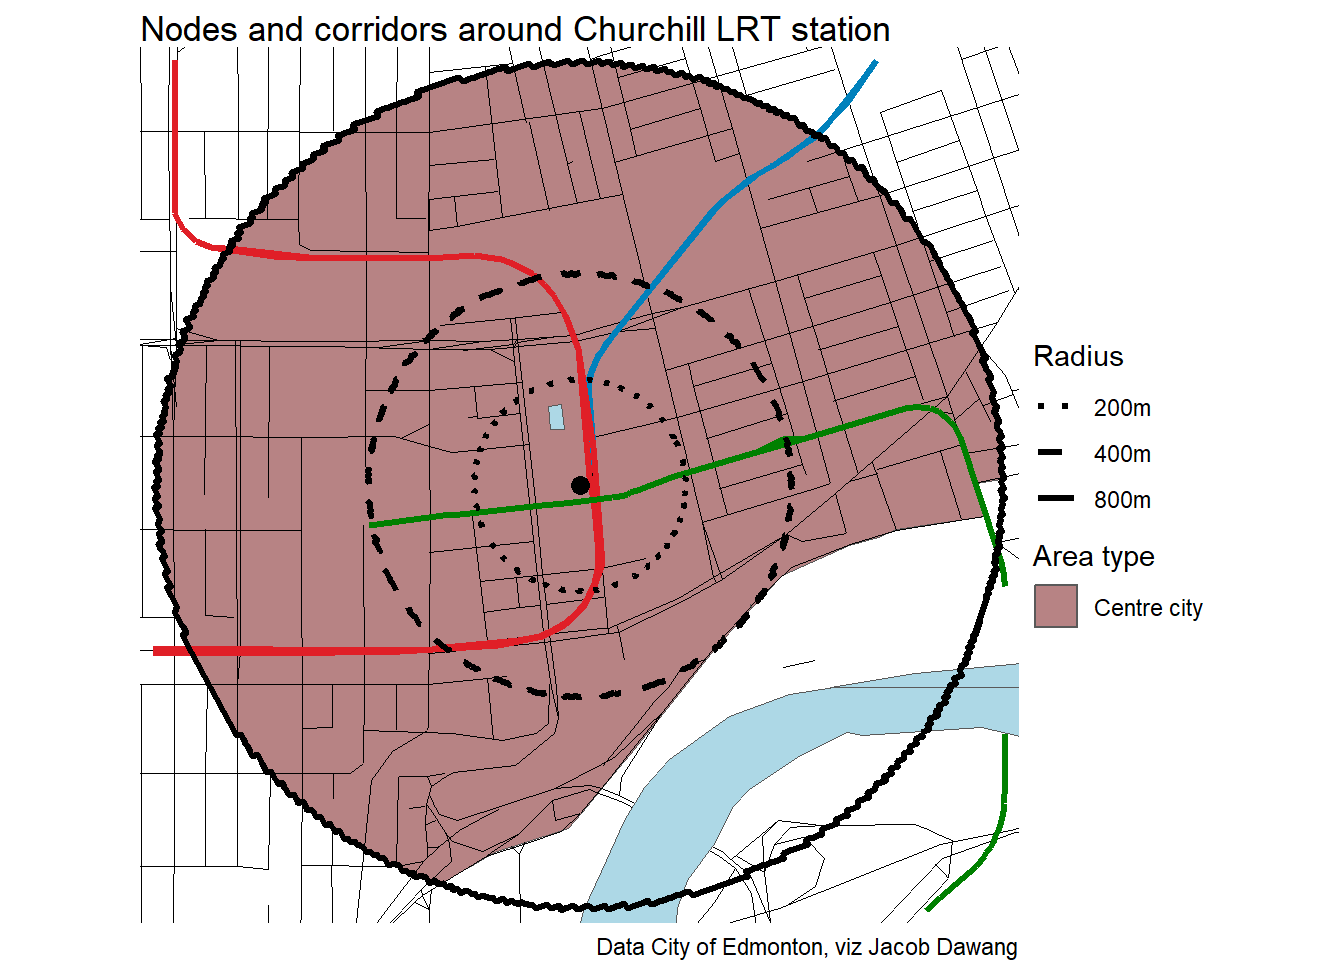 Nodes and corridors around Churchill LRT station
Radius
200m
400m
800m
Area type
Centre city
Data City of Edmonton, viz Jacob Dawang